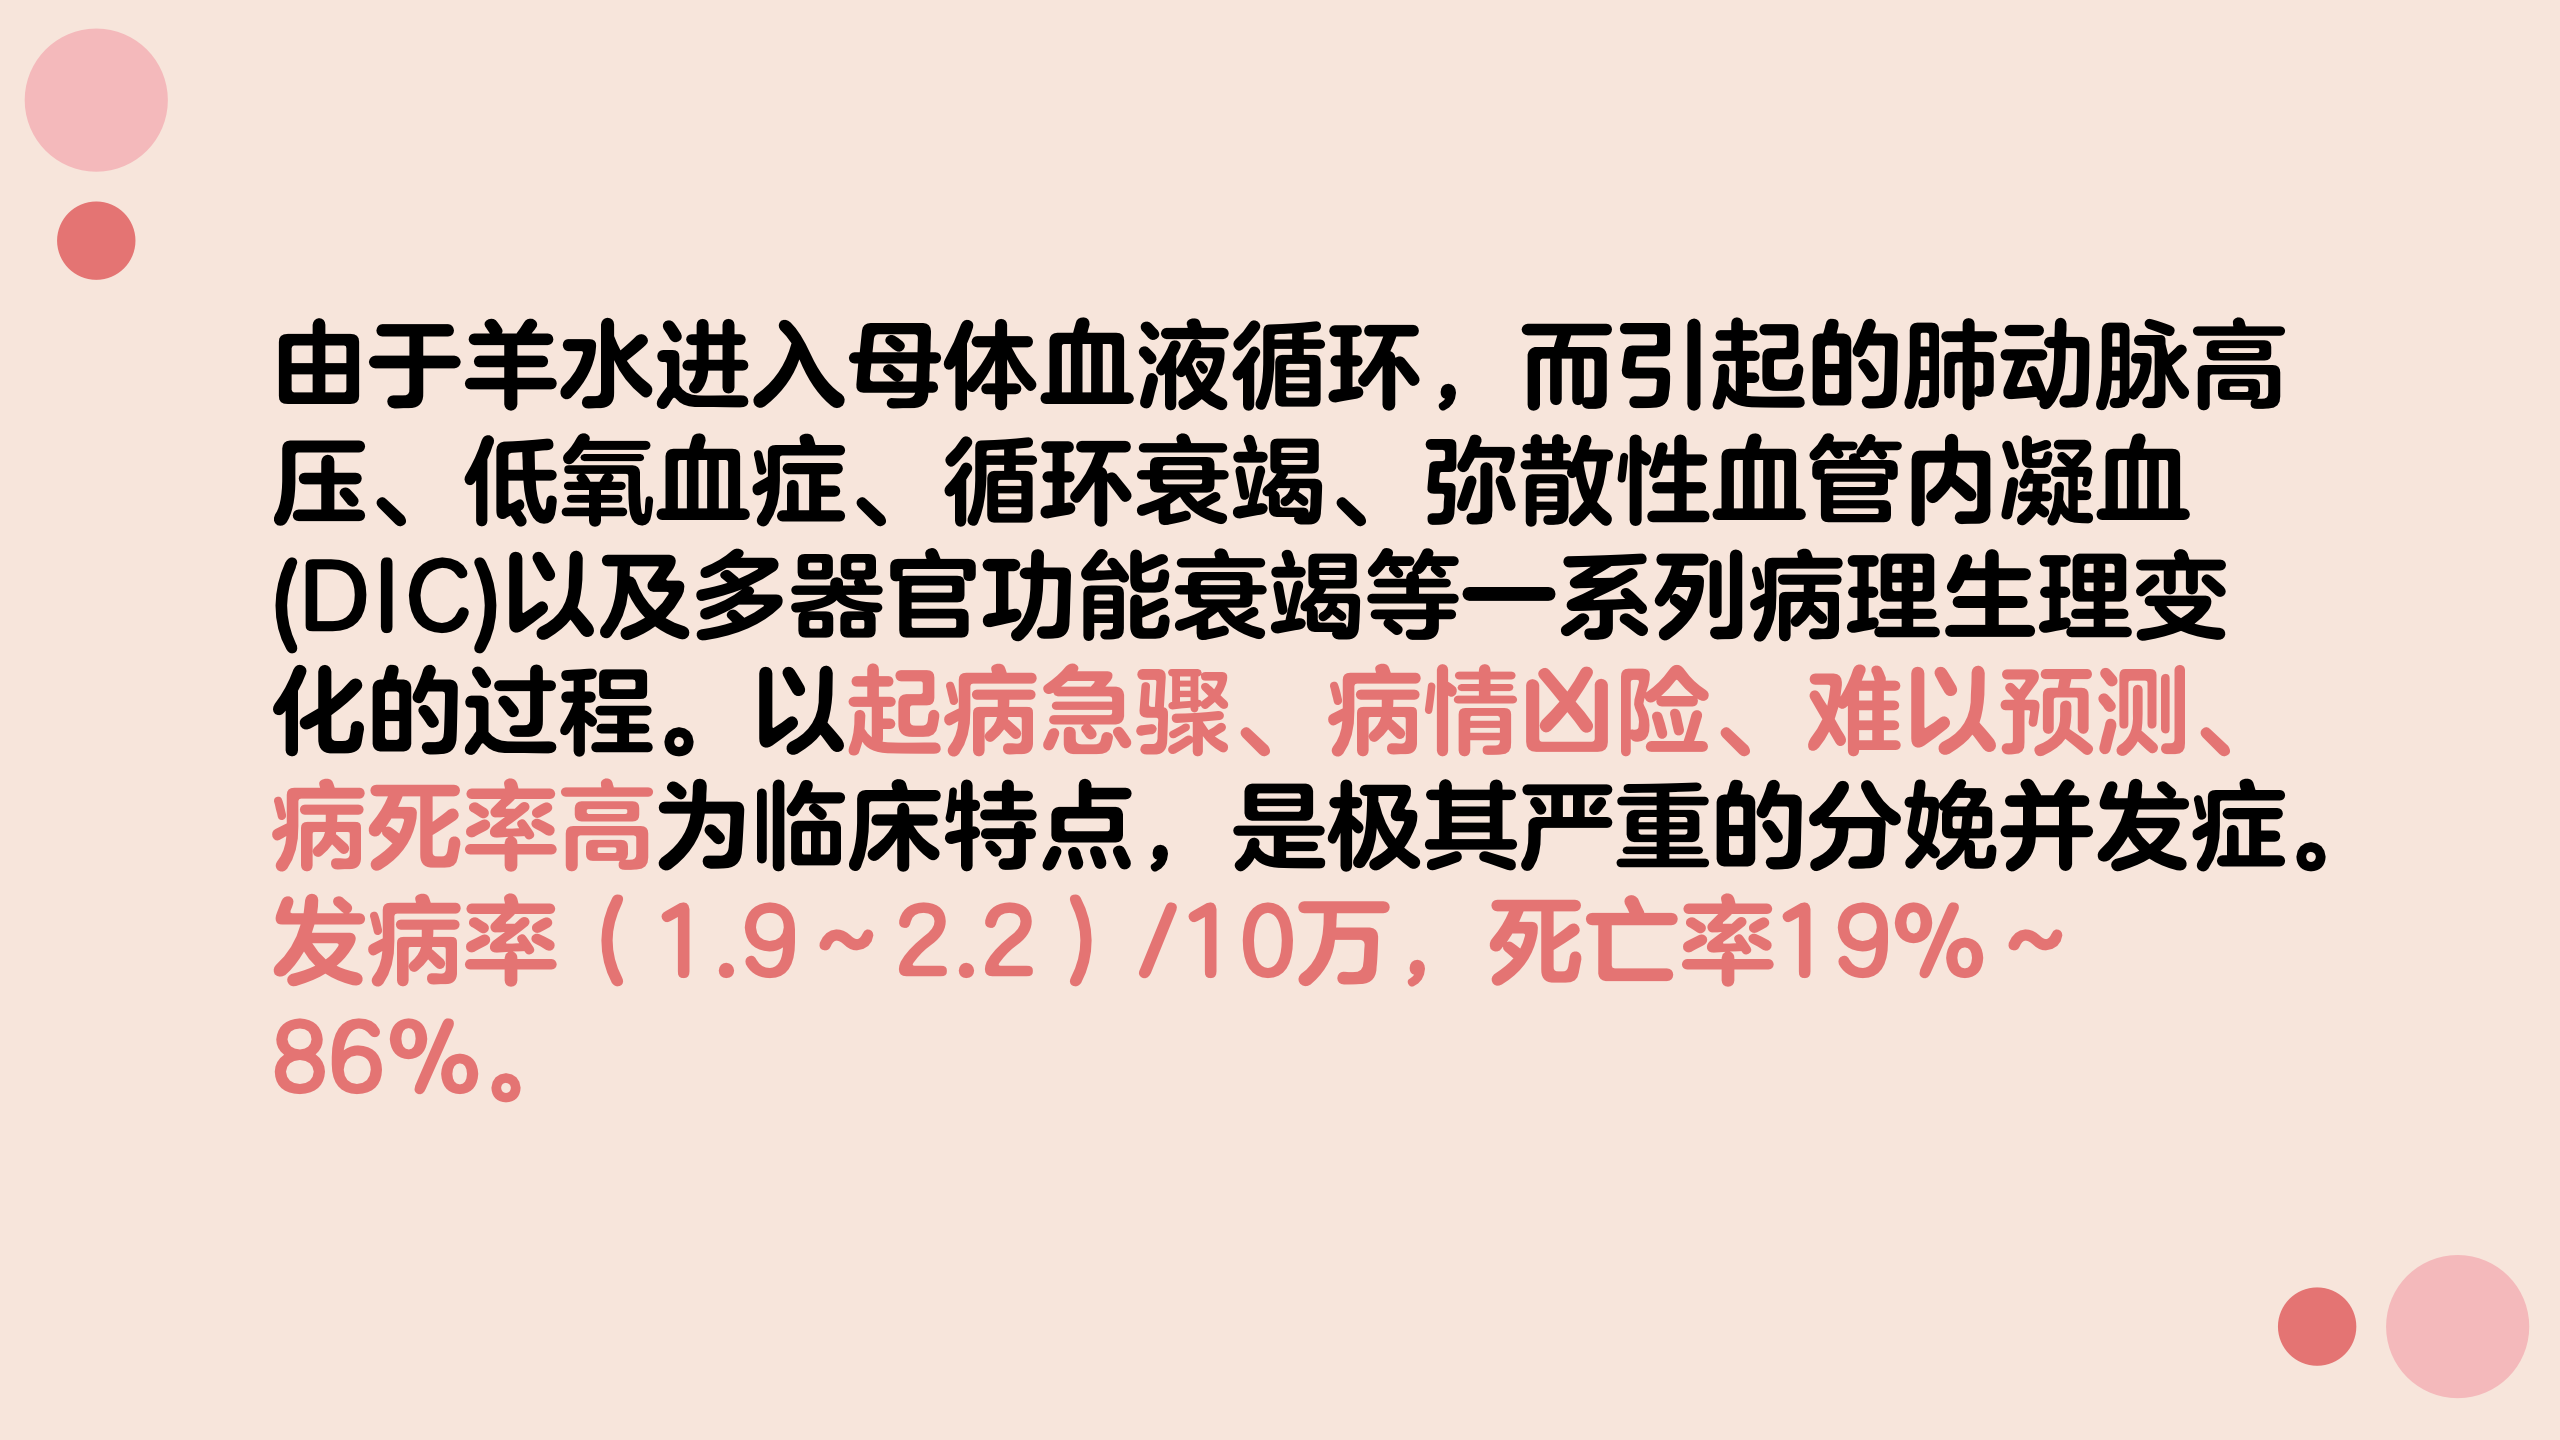 由于羊水进入母体血液循环，而引起的肺动脉高
压、低氧血症、循环衰竭、弥散性血管内凝血
(DIC)以及多器官功能衰竭等一系列病理生理变
化的过程。以起病急骤、病情凶险、难以预测、
病死率高为临床特点，是极其严重的分娩并发症。
发病率（1.9～2.2）/10万，死亡率19%～
86%。